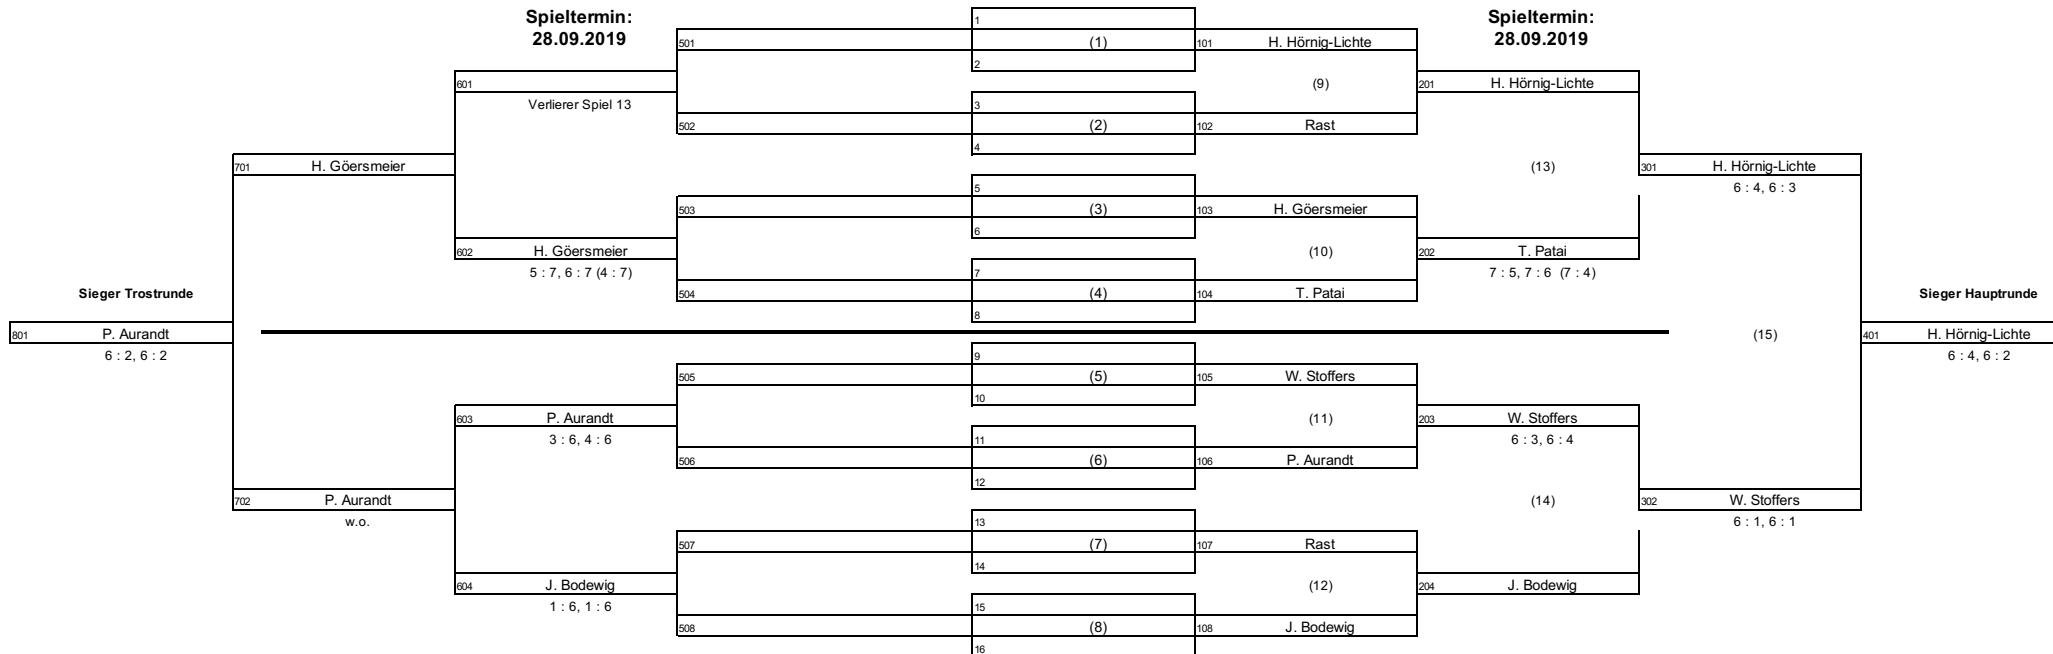 Spieltermin: 1 Spieltermin:
28.09.2019 501 (1) 101 H. Hörnig-Lichte 28.09.2019
2
601 (9) 201 H. Hörnig-Lichte
Verlierer Spiel 13 3
502 (2) 102 Rast
4
701 H. Göersmeier (13) 301 H. Hörnig-Lichte
5 6 : 4, 6 : 3
503 (3) 103 H. Göersmeier
6
602 H. Göersmeier (10) 202 T. Patai
5 : 7, 6 : 7 (4 : 7) 7 7 : 5, 7 : 6 (7 : 4)
Sieger Trostrunde 504 (4) 104 T. Patai Sieger Hauptrunde
8
801 P. Aurandt (15) 401 H. Hörnig-Lichte
6 : 2, 6 : 2 9 6 : 4, 6 : 2
505 (5) 105 W. Stoffers
10
603 P. Aurandt (11) 203 W. Stoffers
3 : 6, 4 : 6 11 6 : 3, 6 : 4
506 (6) 106 P. Aurandt
12
702 P. Aurandt (14) 302 W. Stoffers
w.o. 13 6 : 1, 6 : 1
507 (7) 107 Rast
14
604 J. Bodewig (12) 204 J. Bodewig
1 : 6, 1 : 6 15
508 (8) 108 J. Bodewig
16